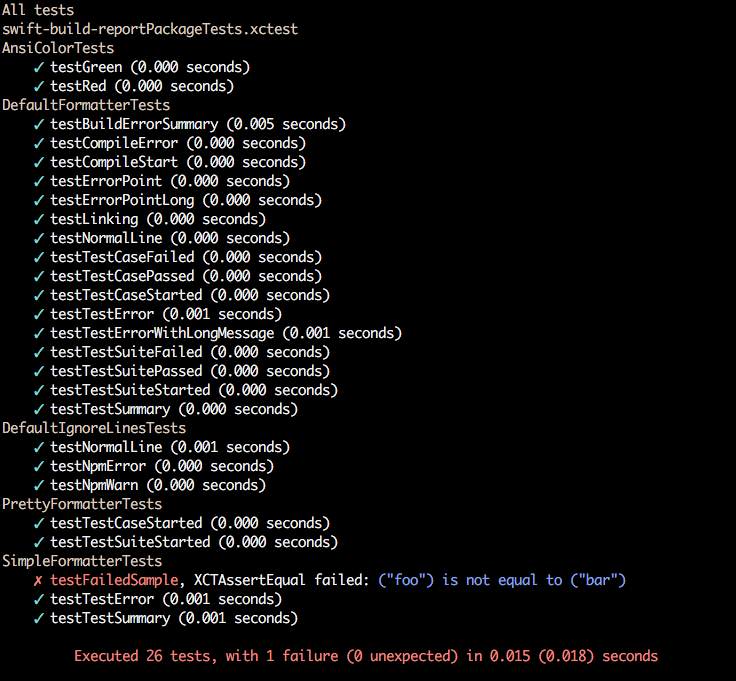 All tests
swift-build-reportPackageTests.xctest
AnsiColorTests
✓ testGreen (0.000 seconds)
✓ testRed (0.000 seconds)
DefaultFormatterTests
✓ testBuildErrorSummary (0.005 seconds)
✓ testCompileError (0.000 seconds)
✓ testCompileStart (0.000 seconds)
✓ testErrorPoint (0.000 seconds)
✓ testErrorPointLong (0.000 seconds)
✓ testLinking (0.000 seconds)
✓ testNormalLine (0.000 seconds)
✓ testTestCaseFailed (0.000 seconds)
✓ testTestCasePassed (0.000 seconds)
✓ testTestCaseStarted (0.000 seconds)
✓ testTestError (0.001 seconds)
✓ testTestErrorWithLongMessage (0.001 seconds)
✓ testTestSuiteFailed (0.000 seconds)
✓ testTestSuitePassed (0.000 seconds)
✓ testTestSuiteStarted (0.000 seconds)
✓ testTestSummary (0.000 seconds)
DefaultIgnoreLinesTests
✓ testNormalLine (0.001 seconds)
✓ testNpmError (0.000 seconds)
✓ testNpmWarn (0.000 seconds)
PrettyFormatterTests
✓ testTestCaseStarted (0.000 seconds)
✓ testTestSuiteStarted (0.000 seconds)
SimpleFormatterTests
✗ testFailedSample, XCTAssertEqual failed: ("foo") is not equal to ("bar")
✓ testTestError (0.001 seconds)
✓ testTestSummary (0.001 seconds)
Executed 26 tests, with 1 failure (0 unexpected) in 0.015 (0.018) seconds